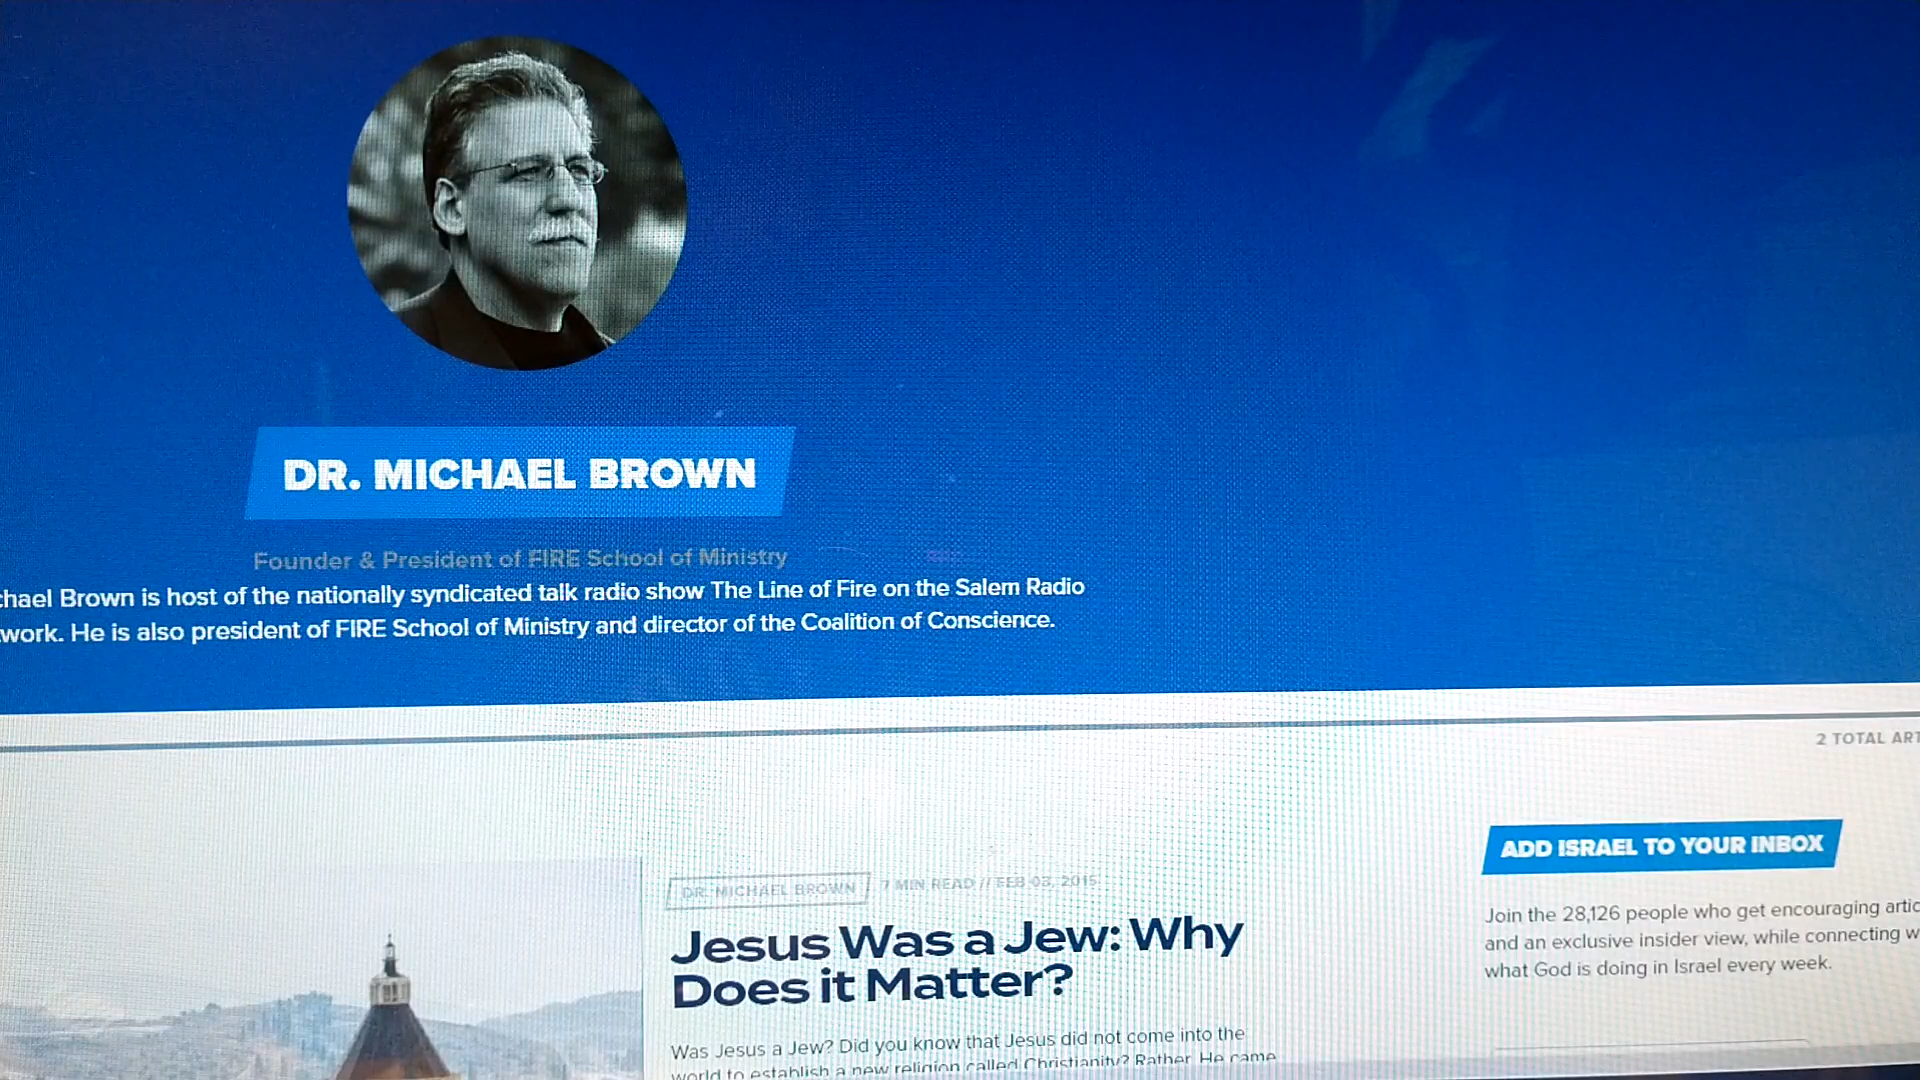 DR. MICHAEL BROWN
Founder & President of FIRE School of Ministry
chael Brown is host of the nationally syndicated talk radio show The Line of Fire on the Salem Radio
work. He is also president of FIRE School of Ministry and director of the Coalition of Conscience.
2 TOTAL ART
DR. MICHAEL BROWN 7 MIN READ // FEB 03, 2015
Jesus Was a Jew: Why
Does it Matter?
Was Jesus a Jew? Did you know that Jesus did not come into the
world to establish a new religion called Christianity? Rather, He came
ADD ISRAEL TO YOUR INBOX
Join the 28,126 people who get encouraging artic
and an exclusive insider view, while connecting w
what God is doing in Israel every week.